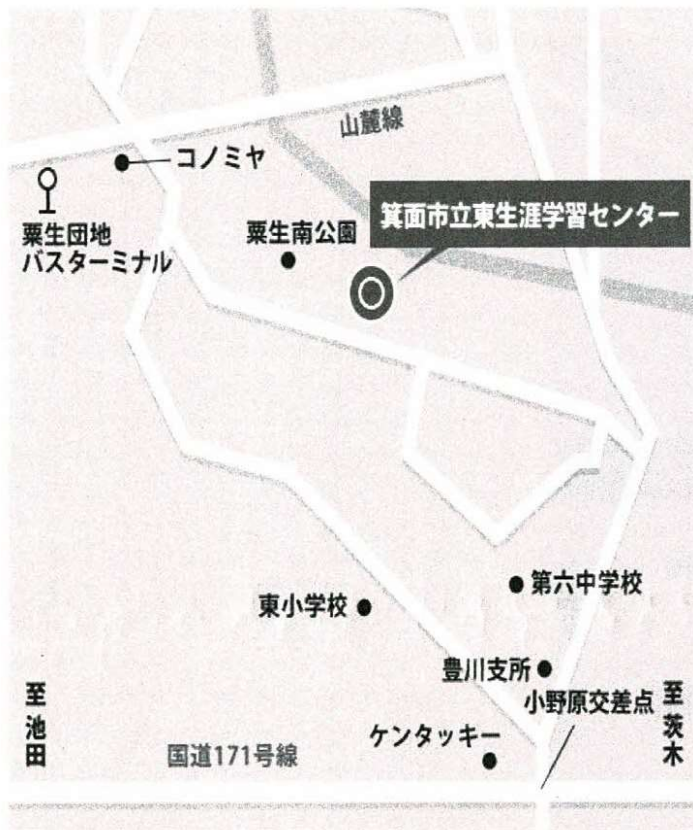 山麓線
コノミヤ
箕面市立東生涯学習センター
粟生団地
バスターミナル
粟生南公園
第六中学校
東小学校
豊川支所
小野原交差点
至池田
至茨木
ケンタッキー
国道171号線